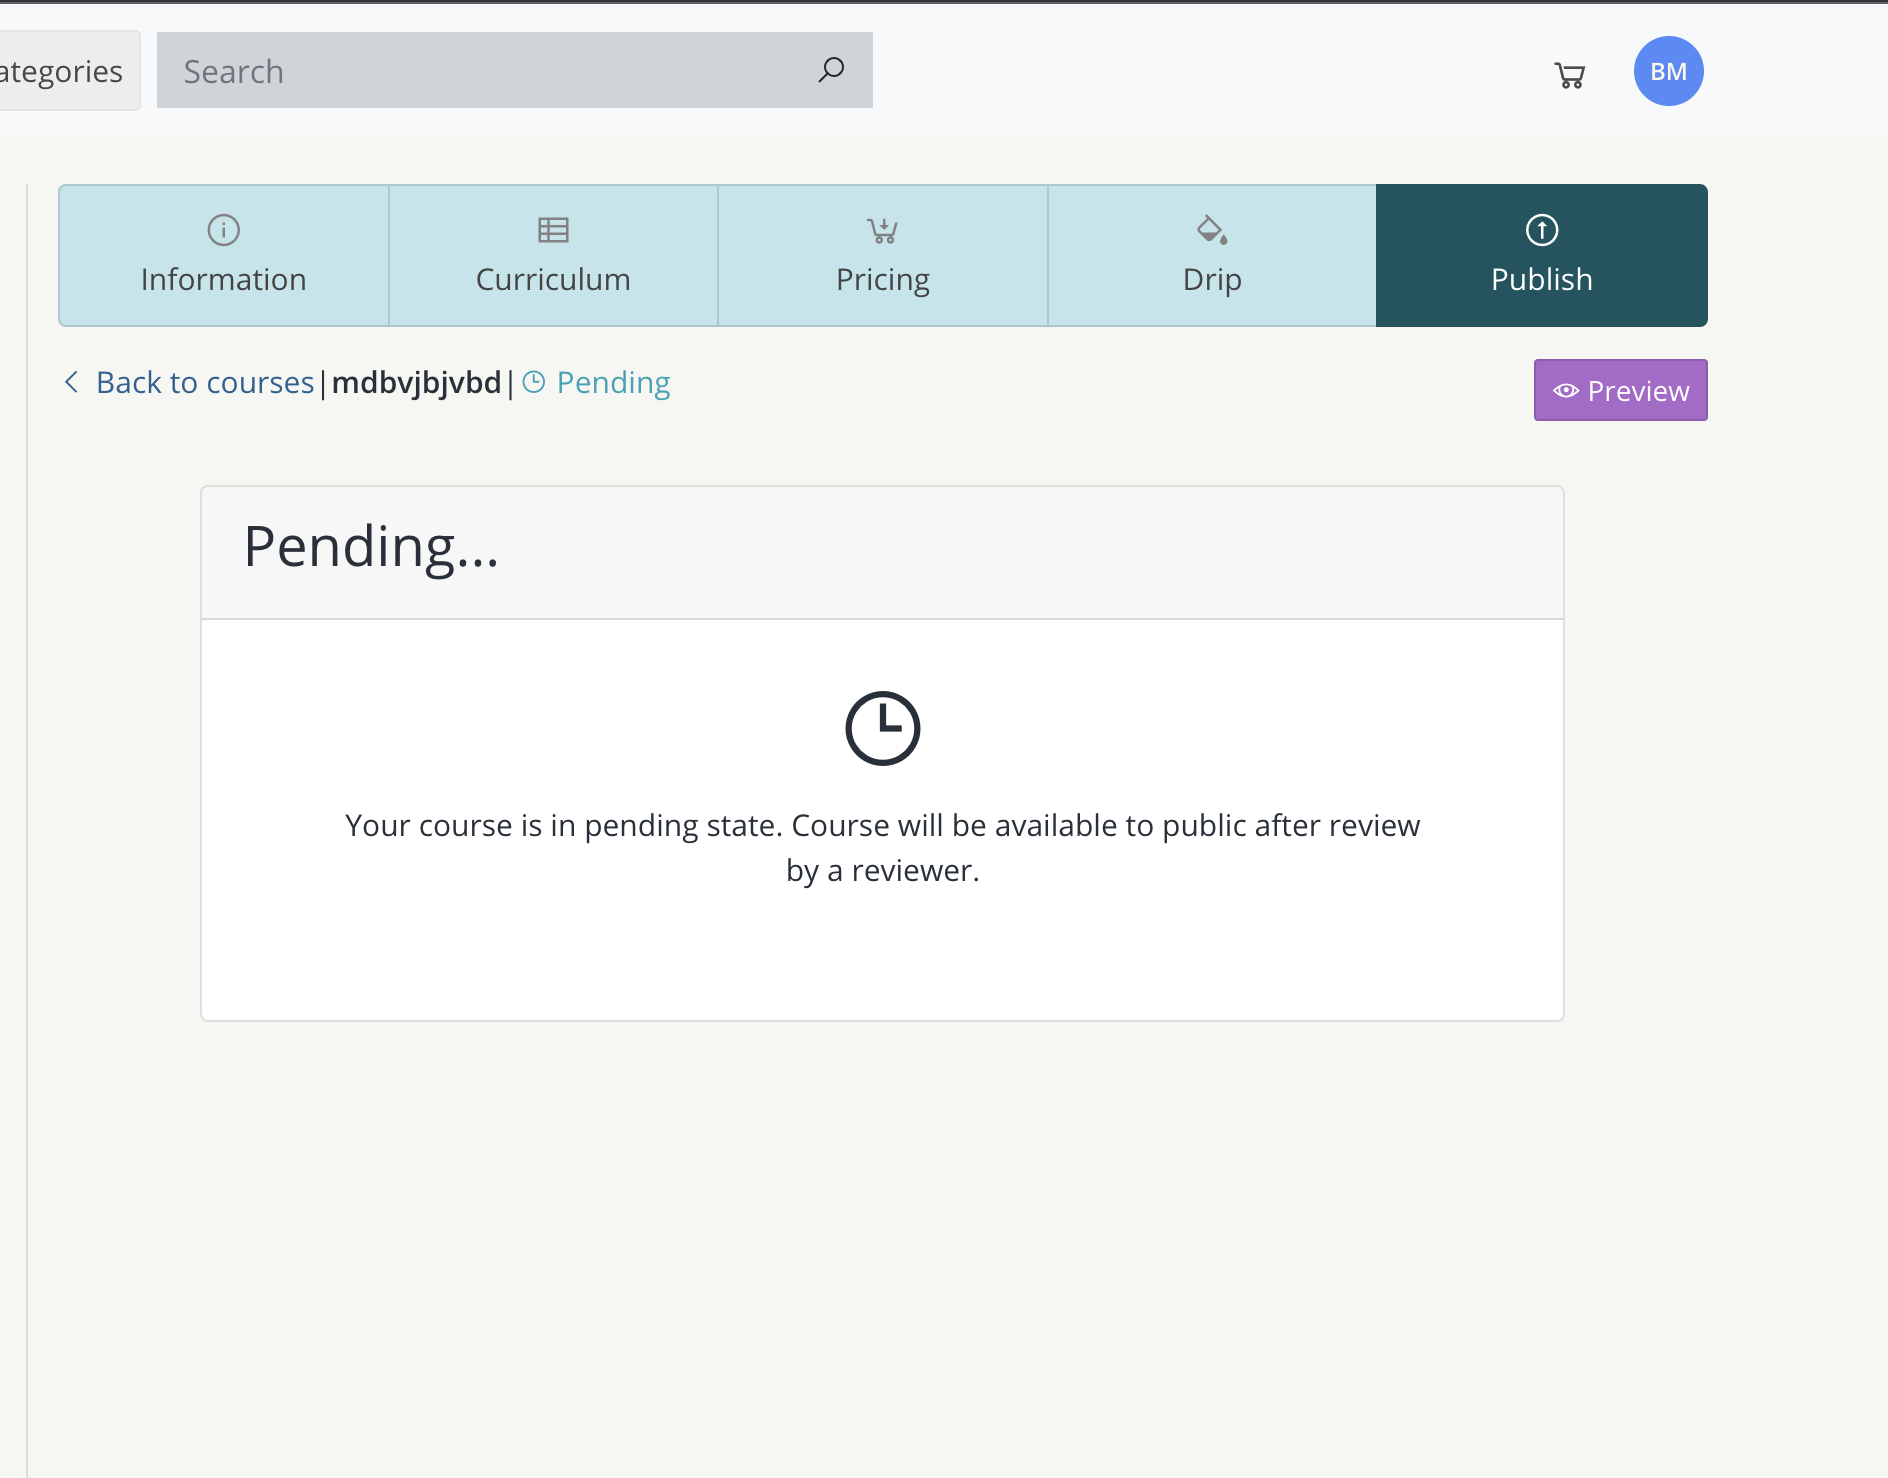 ategories
Search
BM
Information
Curriculum
Pricing
Drip
Publish
Back to courses|mdbvjbjvbd| Pending
Preview
Pending...
Your course is in pending state. Course will be available to public after review
by a reviewer.